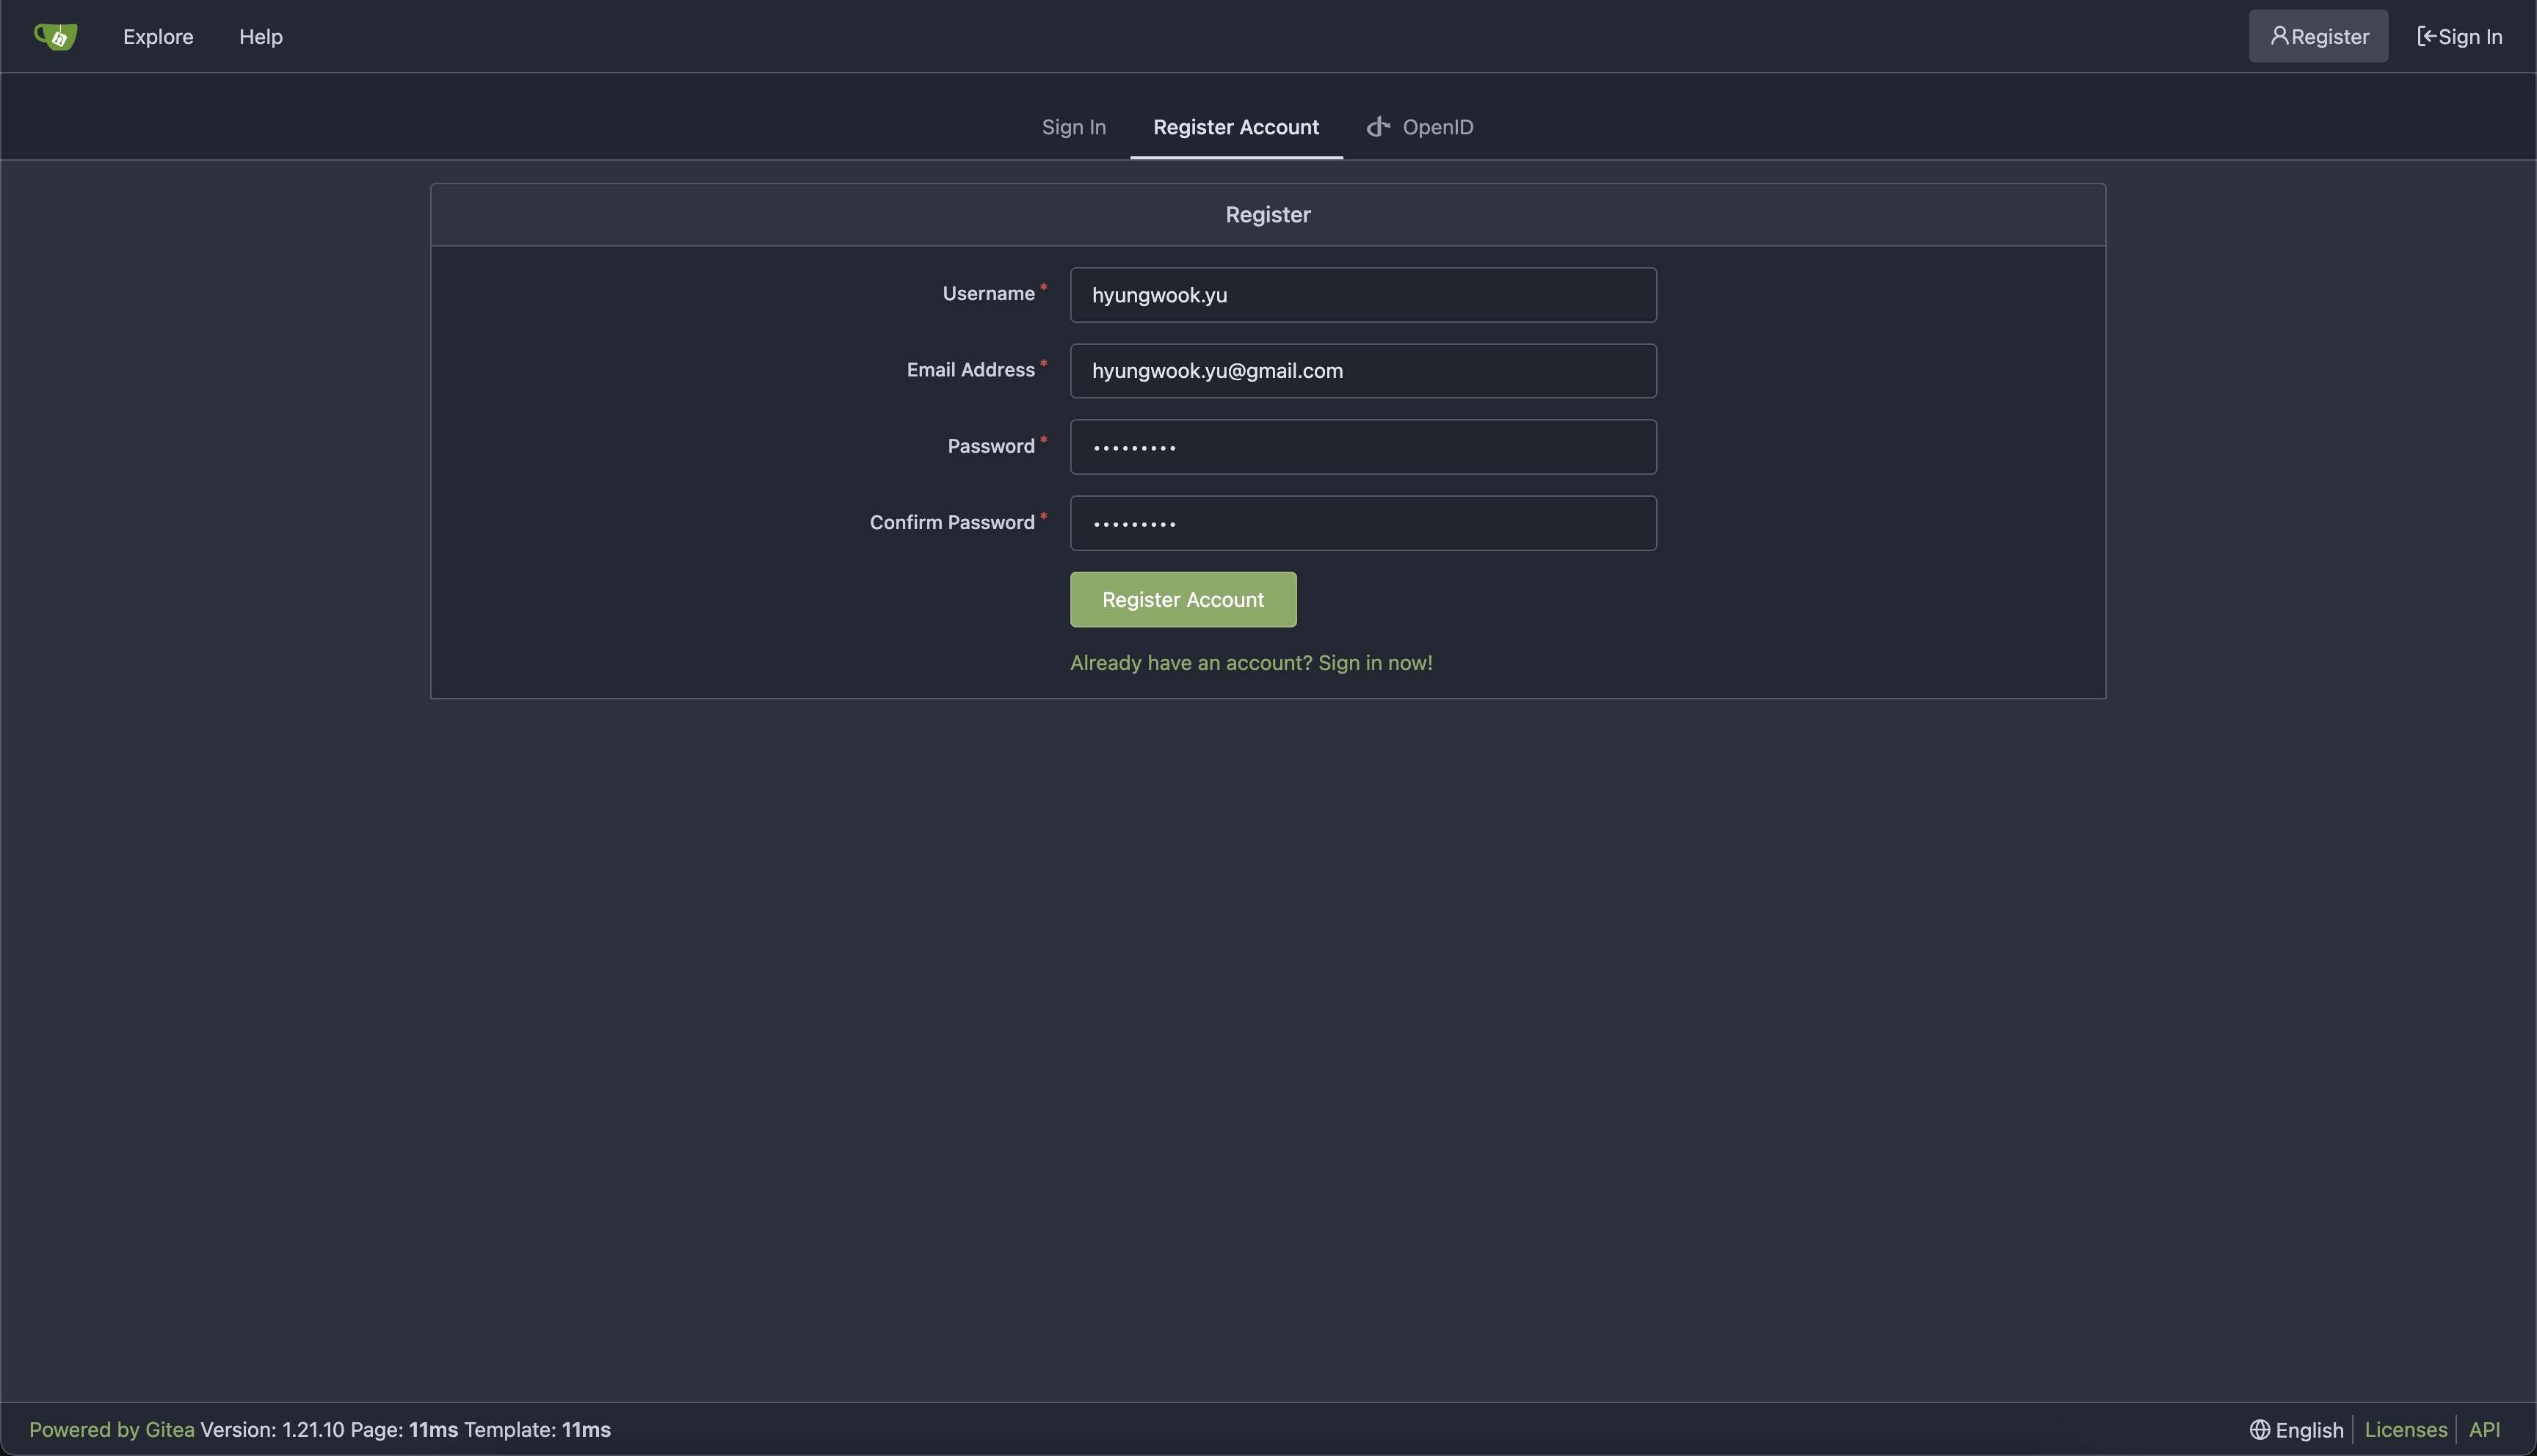 Explore Help Register Sign In
Sign In Register Account OpenID
Register
Username *
hyungwook.yu
Email Address *
hyungwook.yu@gmail.com
Password *
•••••••••
Confirm Password *
•••••••••
Register Account
Already have an account? Sign in now!
Powered by Gitea Version: 1.21.10 Page: 11ms Template: 11ms English Licenses API